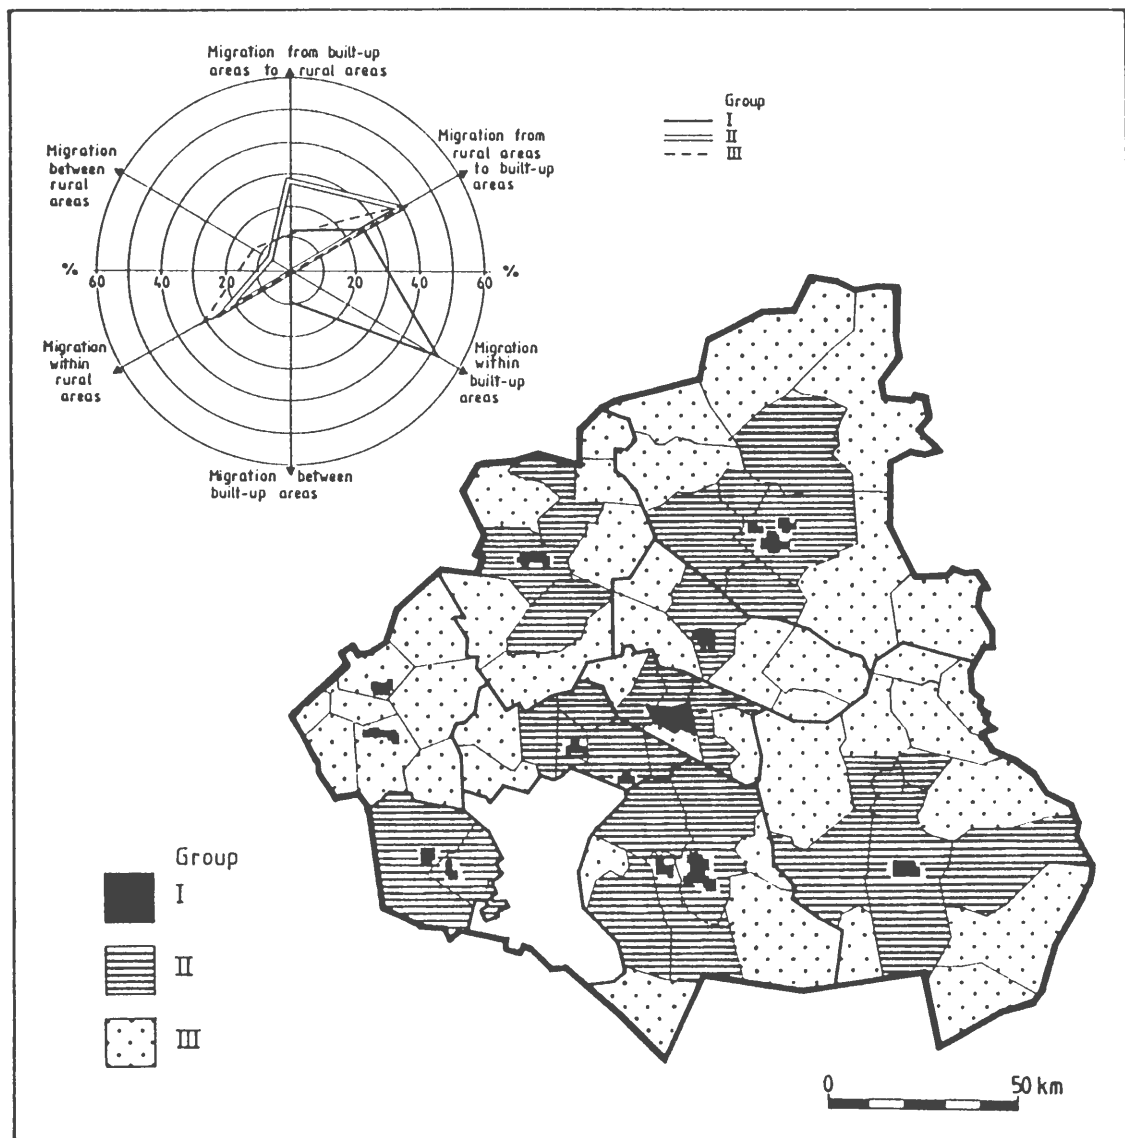 Migration from built-up
areas to rural areas
Group
I
II
III
Migration from
rural areas
to built-up
areas
Migration
between
rural
areas
% 60 40 20 20 40 60 %
Migration
within
rural
areas
Migration
within
built-up
areas
Migration between
built-up areas
Group
I
II
III
0 50 km